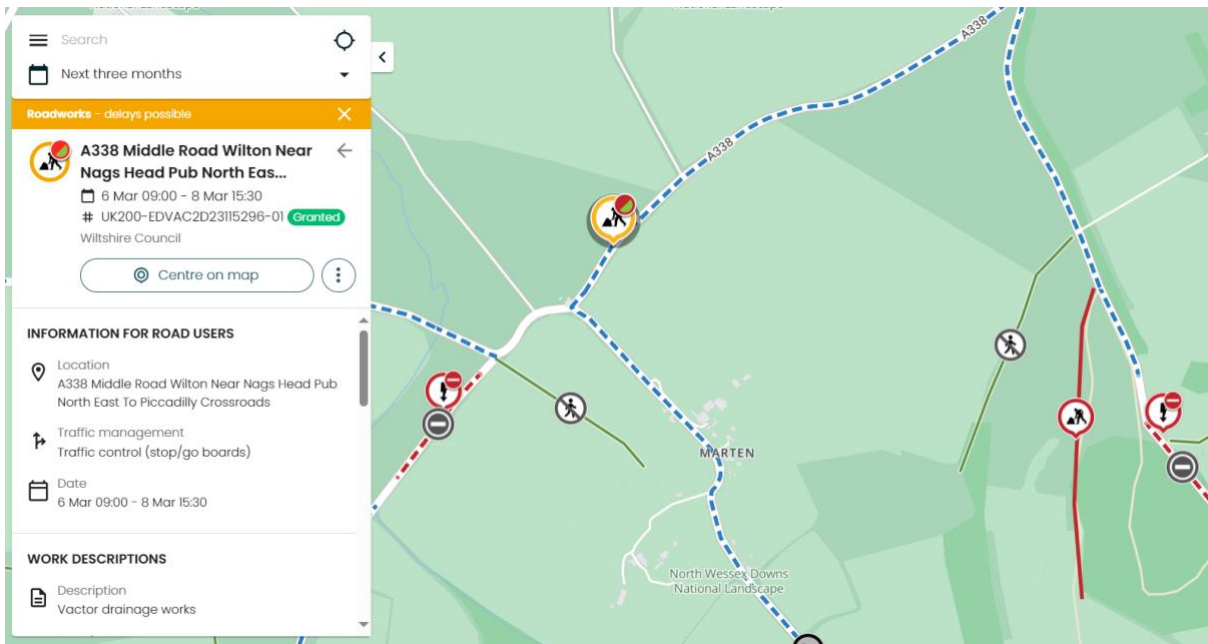 Search
Next three months
Roadworks - delays possible
A338 Middle Road Wilton Near
Nags Head Pub North Eas...
6 Mar 09:00 - 8 Mar 15:30
# UK200-EDVAC2D23115296-01 Granted
Wiltshire Council
Centre on map
INFORMATION FOR ROAD USERS
Location
A338 Middle Road Wilton Near Nags Head Pub
North East To Piccadilly Crossroads
Traffic management
Traffic control (stop/go boards)
Date
6 Mar 09:00 - 8 Mar 15:30
WORK DESCRIPTIONS
Description
Vactor drainage works
National Landscape
National Landscape
A338
A338
MARTEN
North Wessex Downs
National Landscape